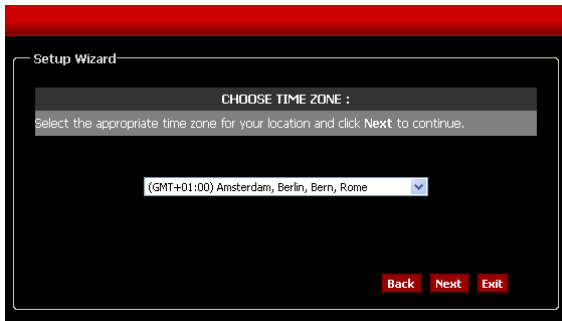 Setup Wizard
CHOOSE TIME ZONE :
Select the appropriate time zone for your location and click Next to continue.
(GMT+01:00) Amsterdam, Berlin, Bern, Rome
Back Next Exit